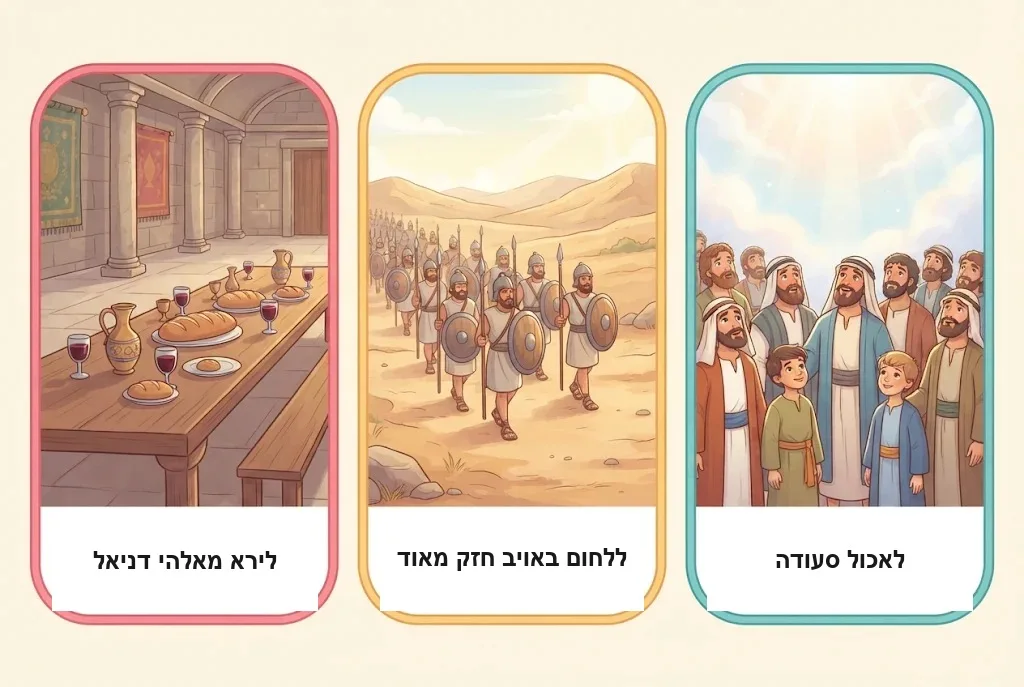 לאכול סעודה
ללחום באויב חזק מאוד
לירא מאלהי דניאל